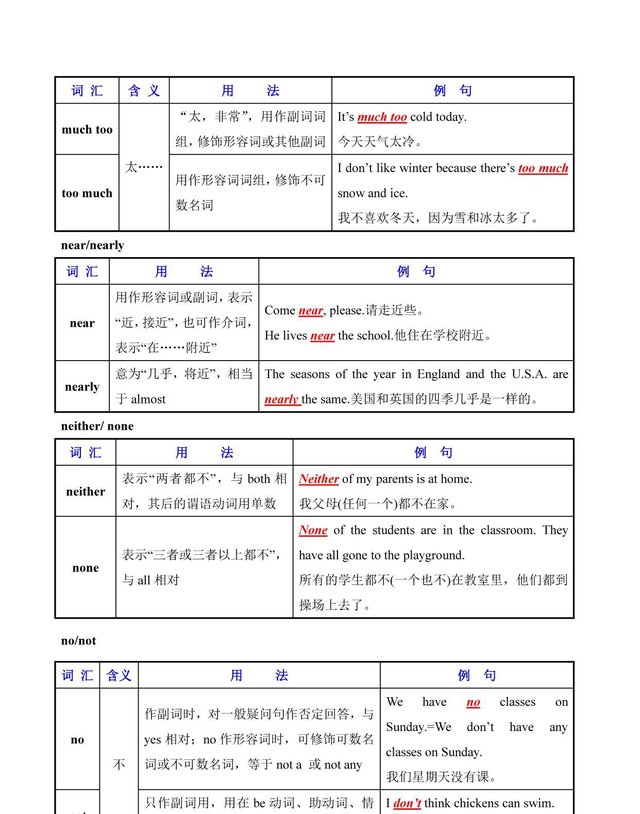 词 汇 含 义 用 法 例 句
much too
太……
“太，非常”，用作副词词
组，修饰形容词或其他副词
It's much too cold today.
今天天气太冷。
too much
用作形容词词组，修饰不可
数名词
I don't like winter because there's too much
snow and ice.
我不喜欢冬天，因为雪和冰太多了。
near/nearly
词 汇 用 法 例 句
near
用作形容词或副词，表示
“近，接近”，也可作介词，
表示“在……附近”
Come near, please.请走近些。
He lives near the school.他住在学校附近。
nearly
意为“几乎，将近”，相当
于 almost
The seasons of the year in England and the U.S.A. are
nearly the same.美国和英国的四季几乎是一样的。
neither/ none
词 汇 用 法 例 句
neither
表示“两者都不”，与 both 相
对，其后的谓语动词用单数
Neither of my parents is at home.
我父母(任何一个)都不在家。
none
表示“三者或三者以上都不”，
与 all 相对
None of the students are in the classroom. They
have all gone to the playground.
所有的学生都不(一个也不)在教室里，他们都到
操场上去了。
no/not
词 汇 含义 用 法 例 句
no
不
作副词时，对一般疑问句作否定回答，与
yes 相对；no 作形容词时，可修饰可数名
词或不可数名词，等于 not a 或 not any
We have no classes on
Sunday.=We don't have any
classes on Sunday.
我们星期天没有课。
只作副词用，用在 be 动词、助动词、情
I don't think chickens can swim.